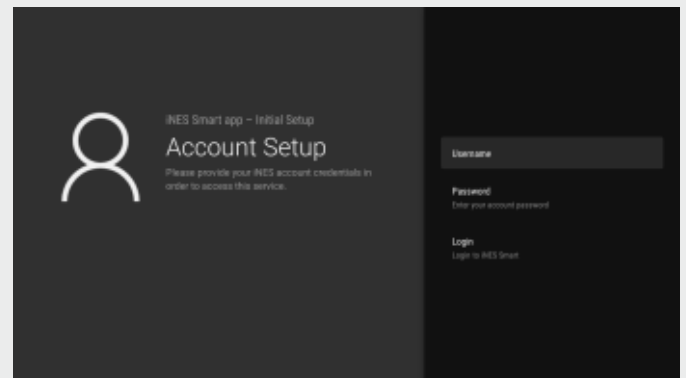 iNES Smart app – Initial Setup
Account Setup
Please provide your iNES account credentials in
order to access this service.
Username
Password
Enter your account password
Login
Login to iNES Smart